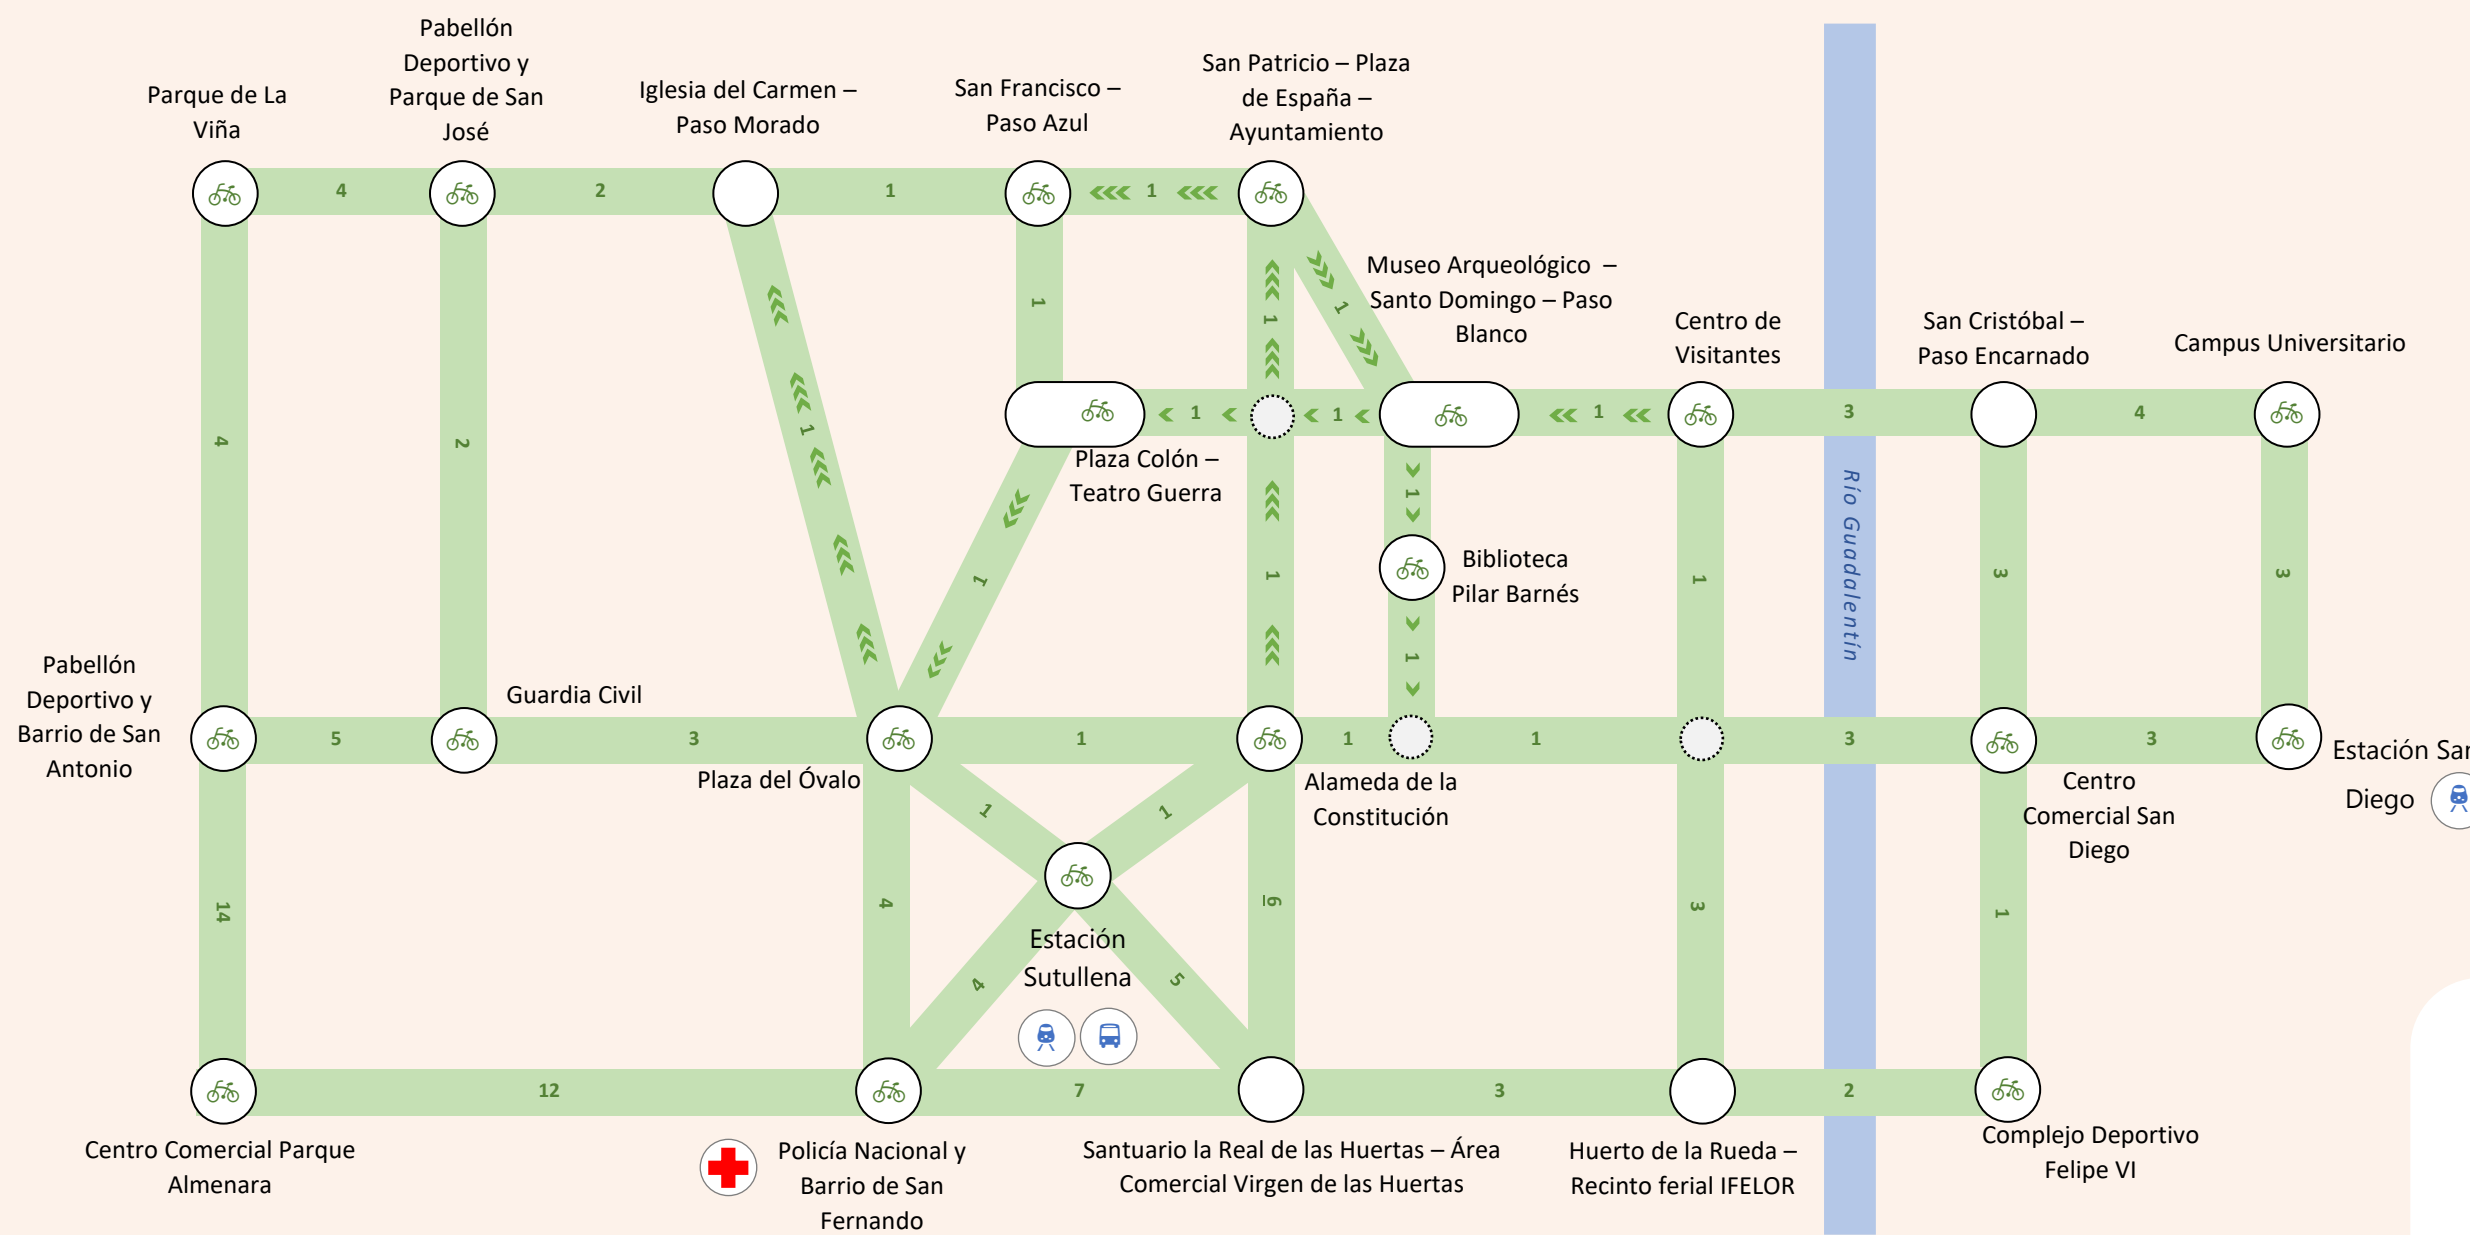 Pabellón
Deportivo y
Parque de San
José
Parque de La
Viña
Iglesia del Carmen –
Paso Morado
San Francisco –
Paso Azul
San Patricio – Plaza
de España –
Ayuntamiento
4
2
1
1
Museo Arqueológico –
Santo Domingo – Paso
Blanco
Centro de
Visitantes
San Cristóbal –
Paso Encarnado
Campus Universitario
1
1
1
4
2
1
1
1
1
3
4
Plaza Colón –
Teatro Guerra
Río Guadalentín
1
Biblioteca
Pilar Barnés
1
1
1
3
3
1
Pabellón
Deportivo y
Barrio de San
Antonio
Guardia Civil
5
3
1
1
1
3
3
Plaza del Óvalo
Alameda de la
Constitución
Centro
Comercial San
Diego
Estación San
Diego
1
1
14
4
6
3
1
Estación
Sutullena
4
5
12
7
3
2
Centro Comercial Parque
Almenara
Policía Nacional y
Barrio de San
Fernando
Santuario la Real de las Huertas – Área
Comercial Virgen de las Huertas
Huerto de la Rueda –
Recinto ferial IFELOR
Complejo Deportivo
Felipe VI